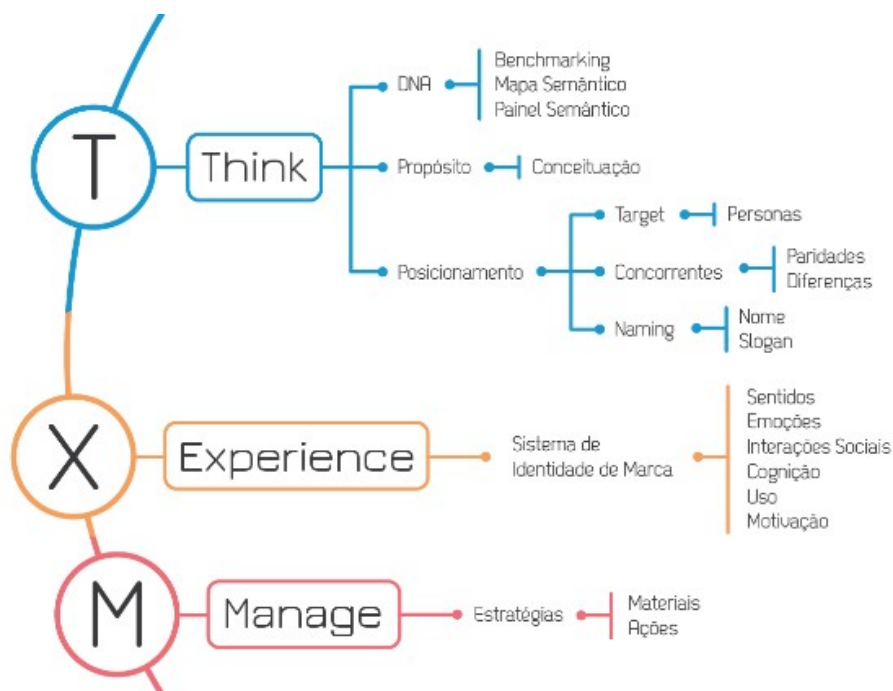 T
Think
DNA
Benchmarking
Mapa Semântico
Painel Semântico
Propósito
Conceituação
Posicionamento
Target
Personas
Concorrentes
Paridades
Diferenças
Naming
Nome
Slogan
X
Experience
Sistema de
Identidade de Marca
Sentidos
Emoções
Interações Sociais
Cognição
Uso
Motivação
M
Manage
Estratégias
Materiais
Ações